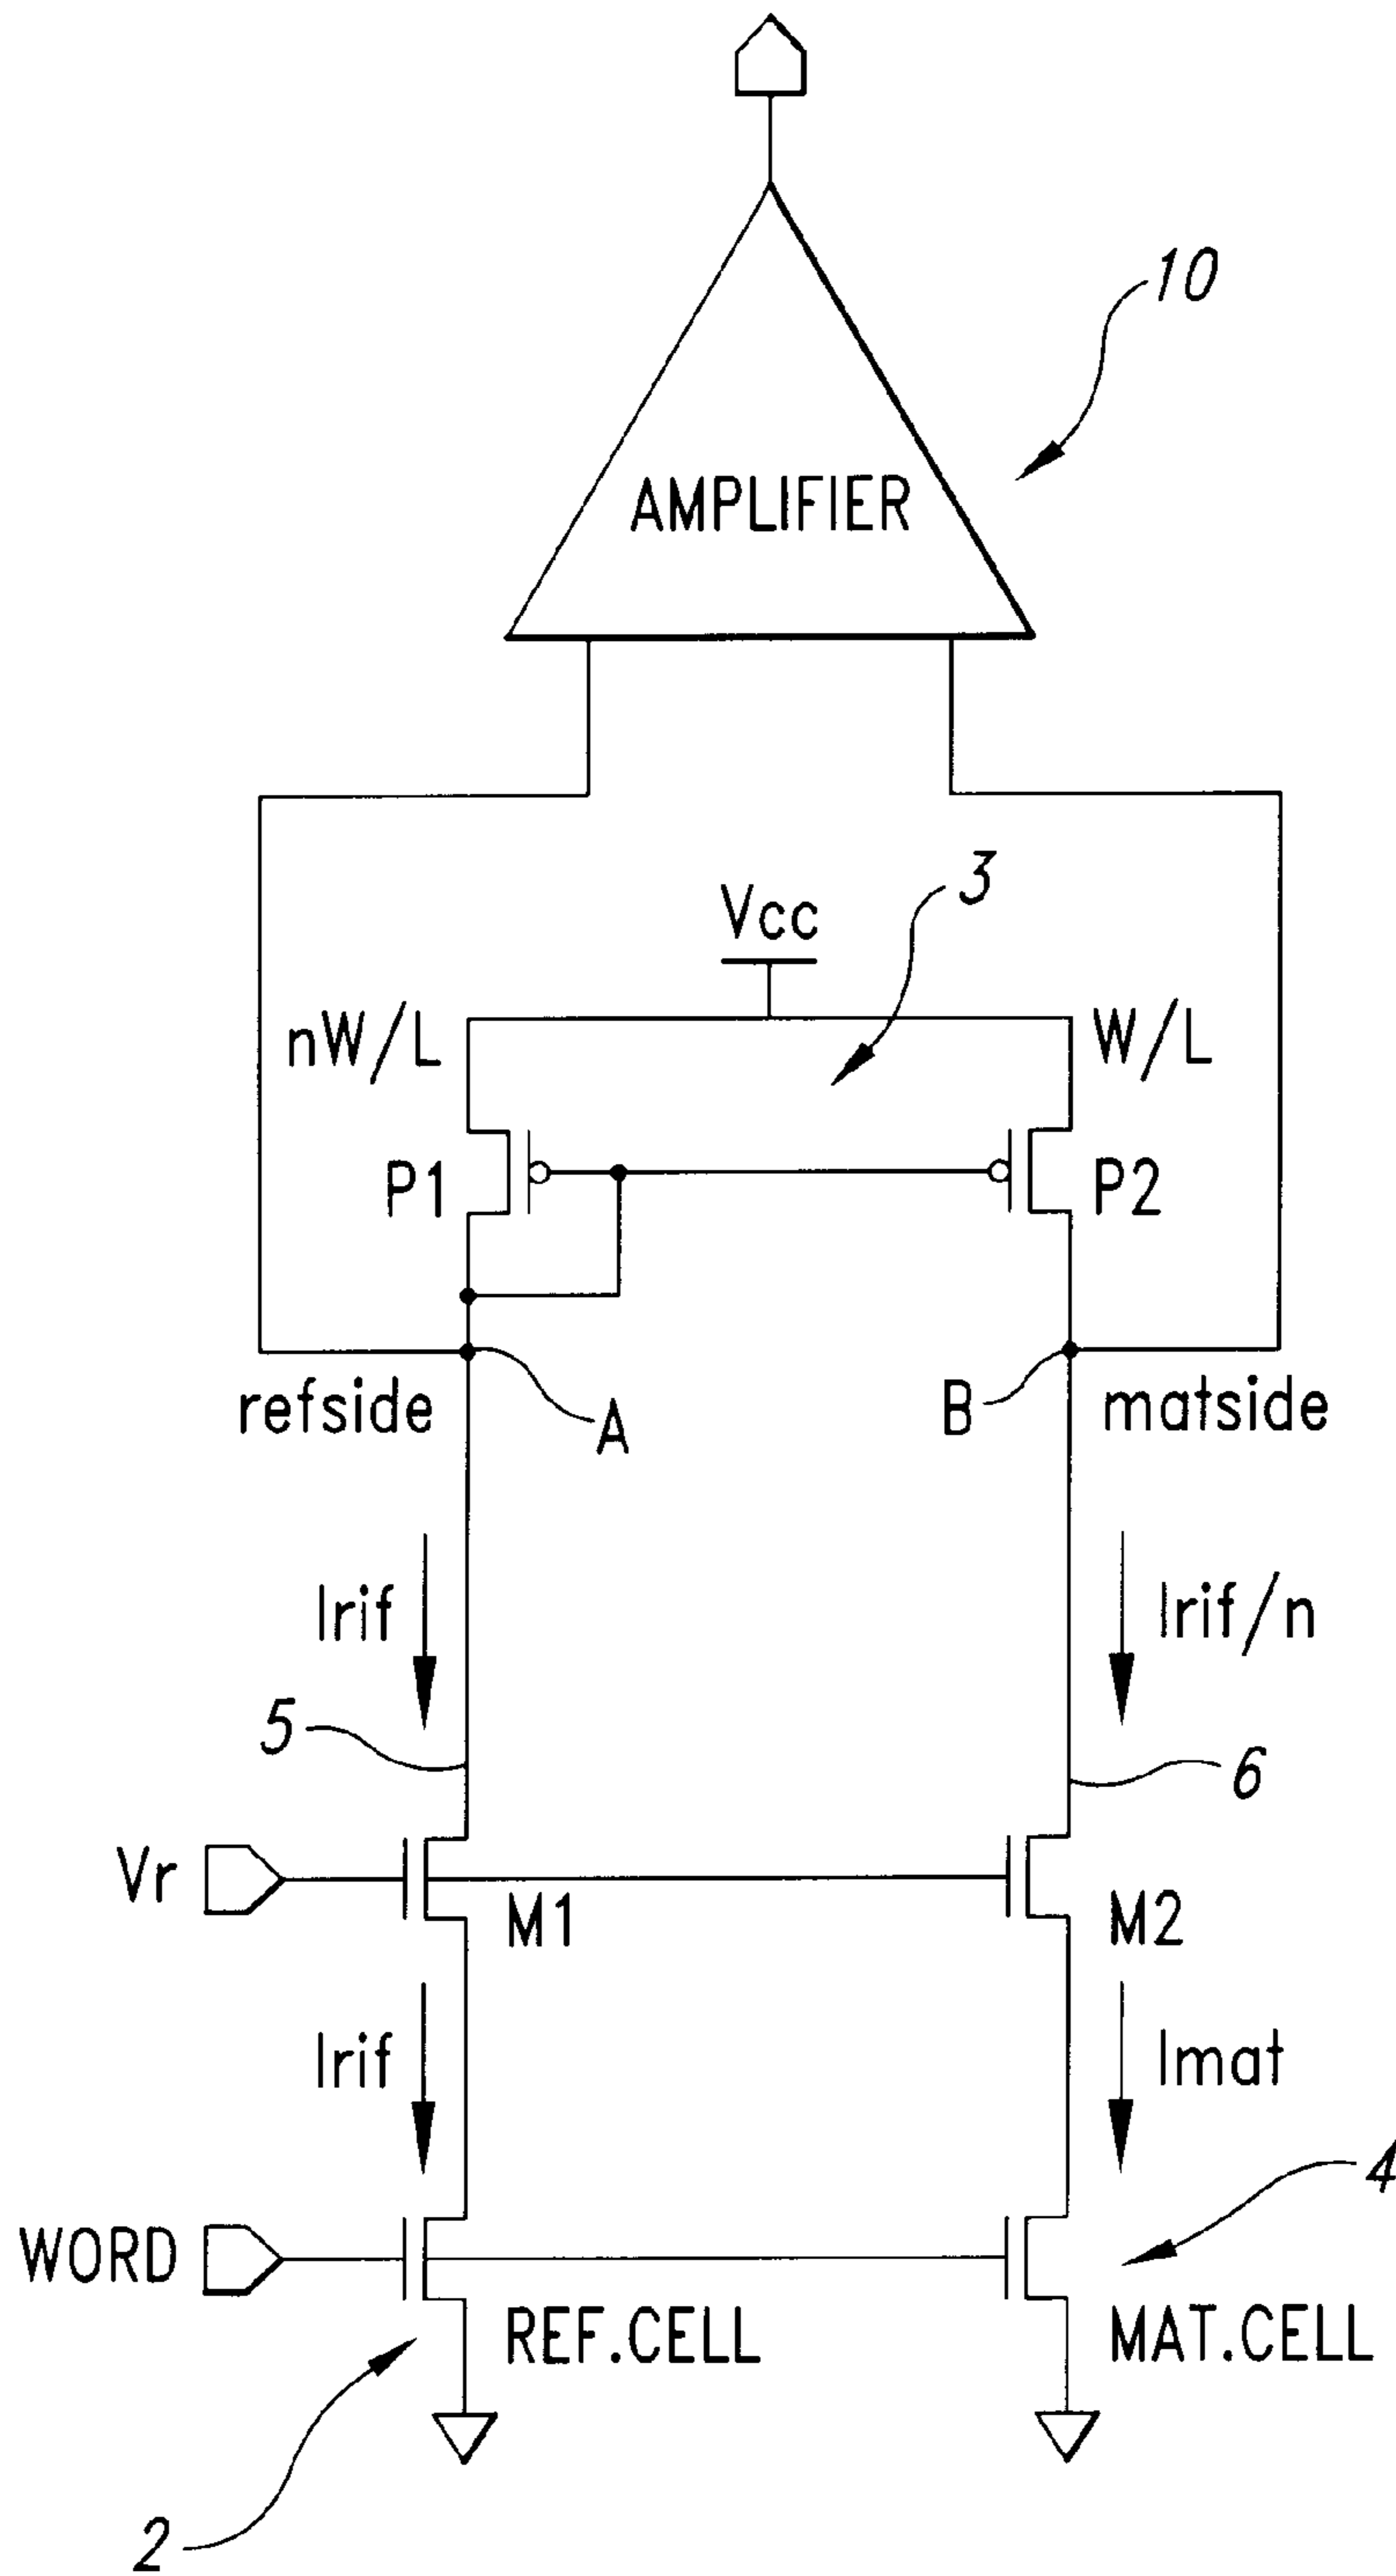 10
AMPLIFIER
3
Vcc
nW/L
W/L
P1
P2
refside
A
B
matside
Irif
Irif/n
5
6
Vr
M1
M2
Irif
Imat
4
WORD
REF.CELL
MAT.CELL
2